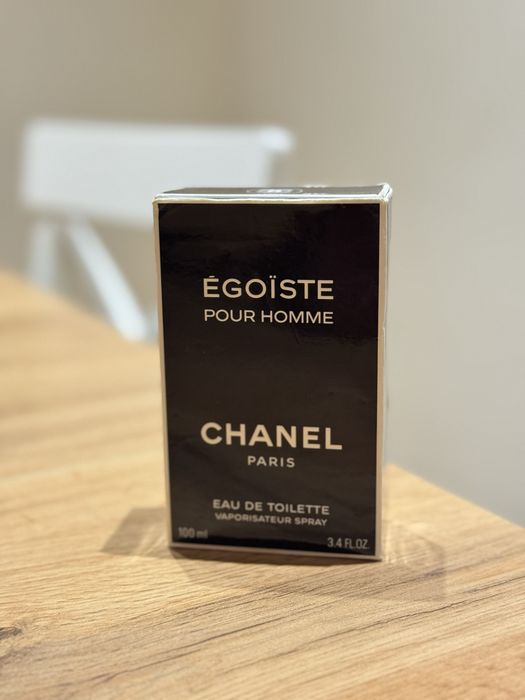 ÉGOÏSTE
POUR HOMME
CHANEL
PARIS
EAU DE TOILETTE
VAPORISATEUR SPRAY
100 ml 3.4 FL.OZ.